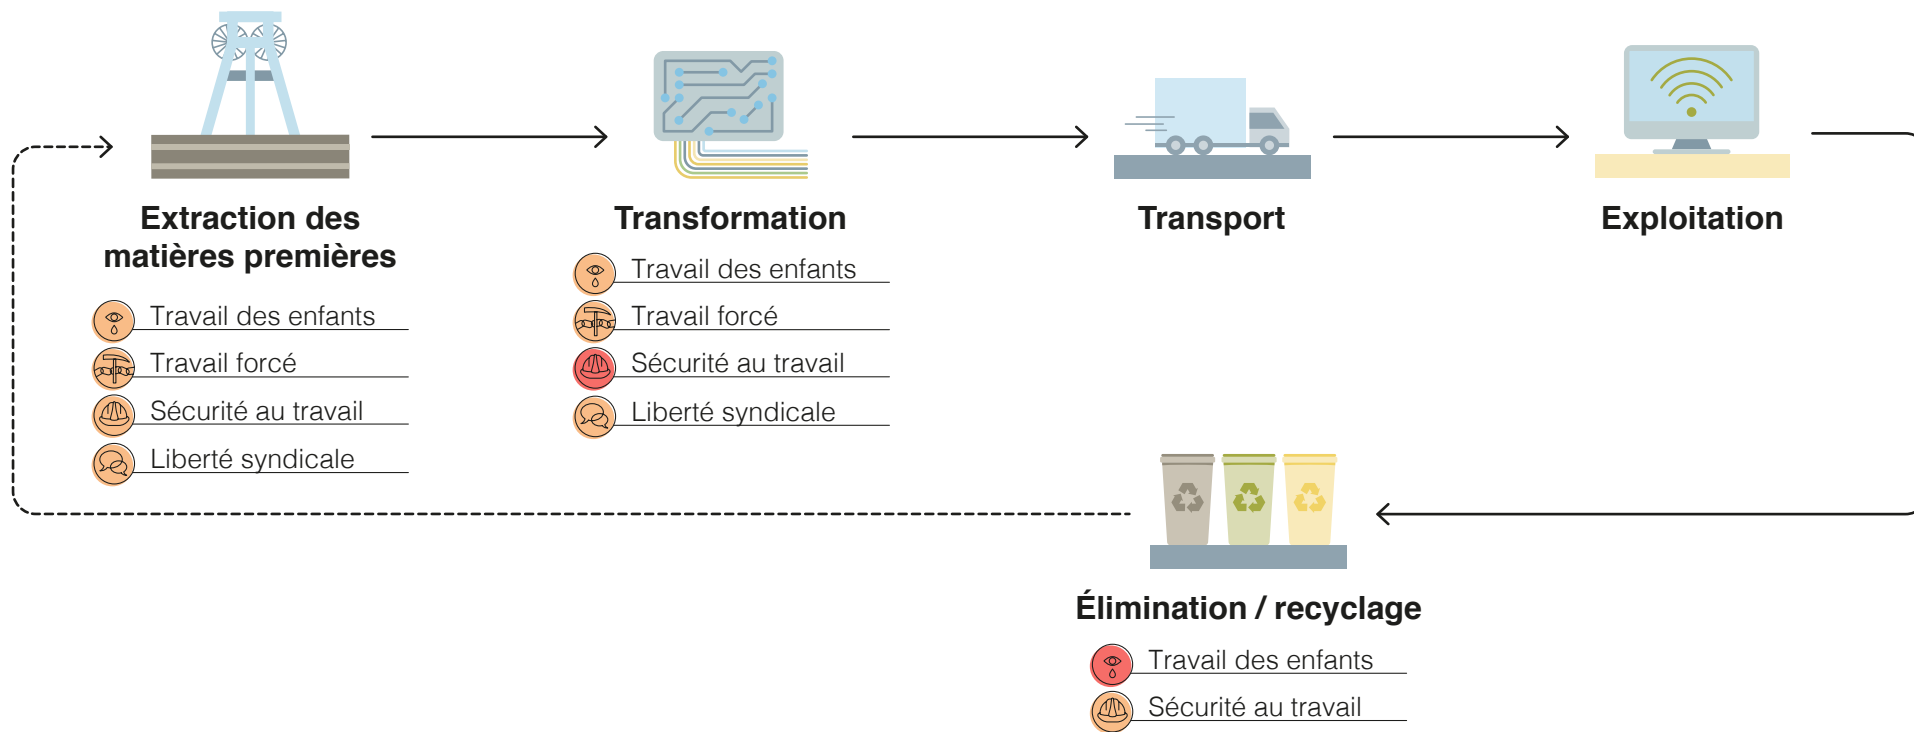 Extraction des
matières premières
Travail des enfants
Travail forcé
Sécurité au travail
Liberté syndicale
Transformation
Travail des enfants
Travail forcé
Sécurité au travail
Liberté syndicale
Transport
Exploitation
Élimination / recyclage
Travail des enfants
Sécurité au travail